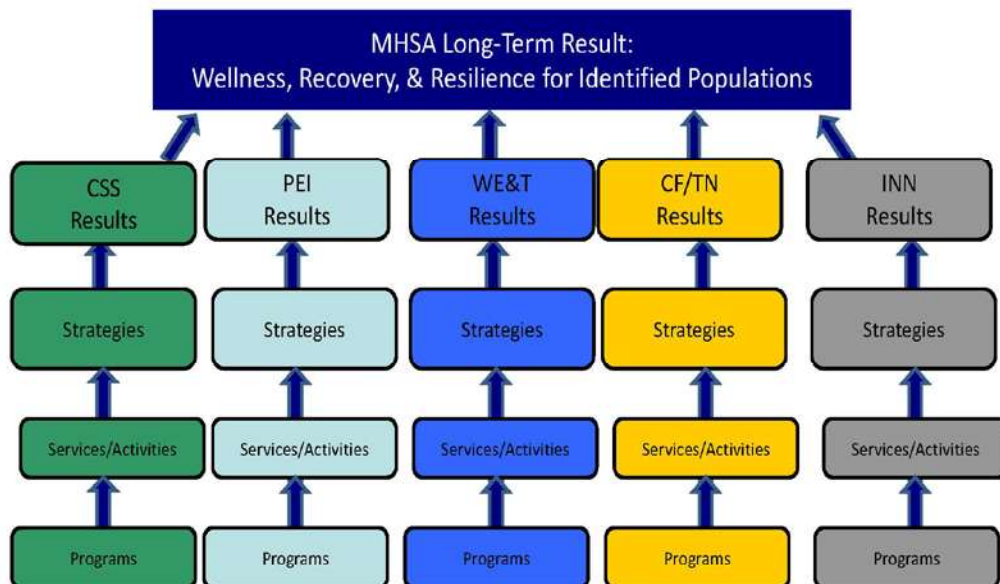 MHSA Long-Term Result:
Wellness, Recovery, & Resilience for Identified Populations
CSS
Results
PEI
Results
WE&T
Results
CF/TN
Results
INN
Results
Strategies
Strategies
Strategies
Strategies
Strategies
Services/Activities
Services/Activities
Services/Activities
Services/Activities
Services/Activities
Programs
Programs
Programs
Programs
Programs